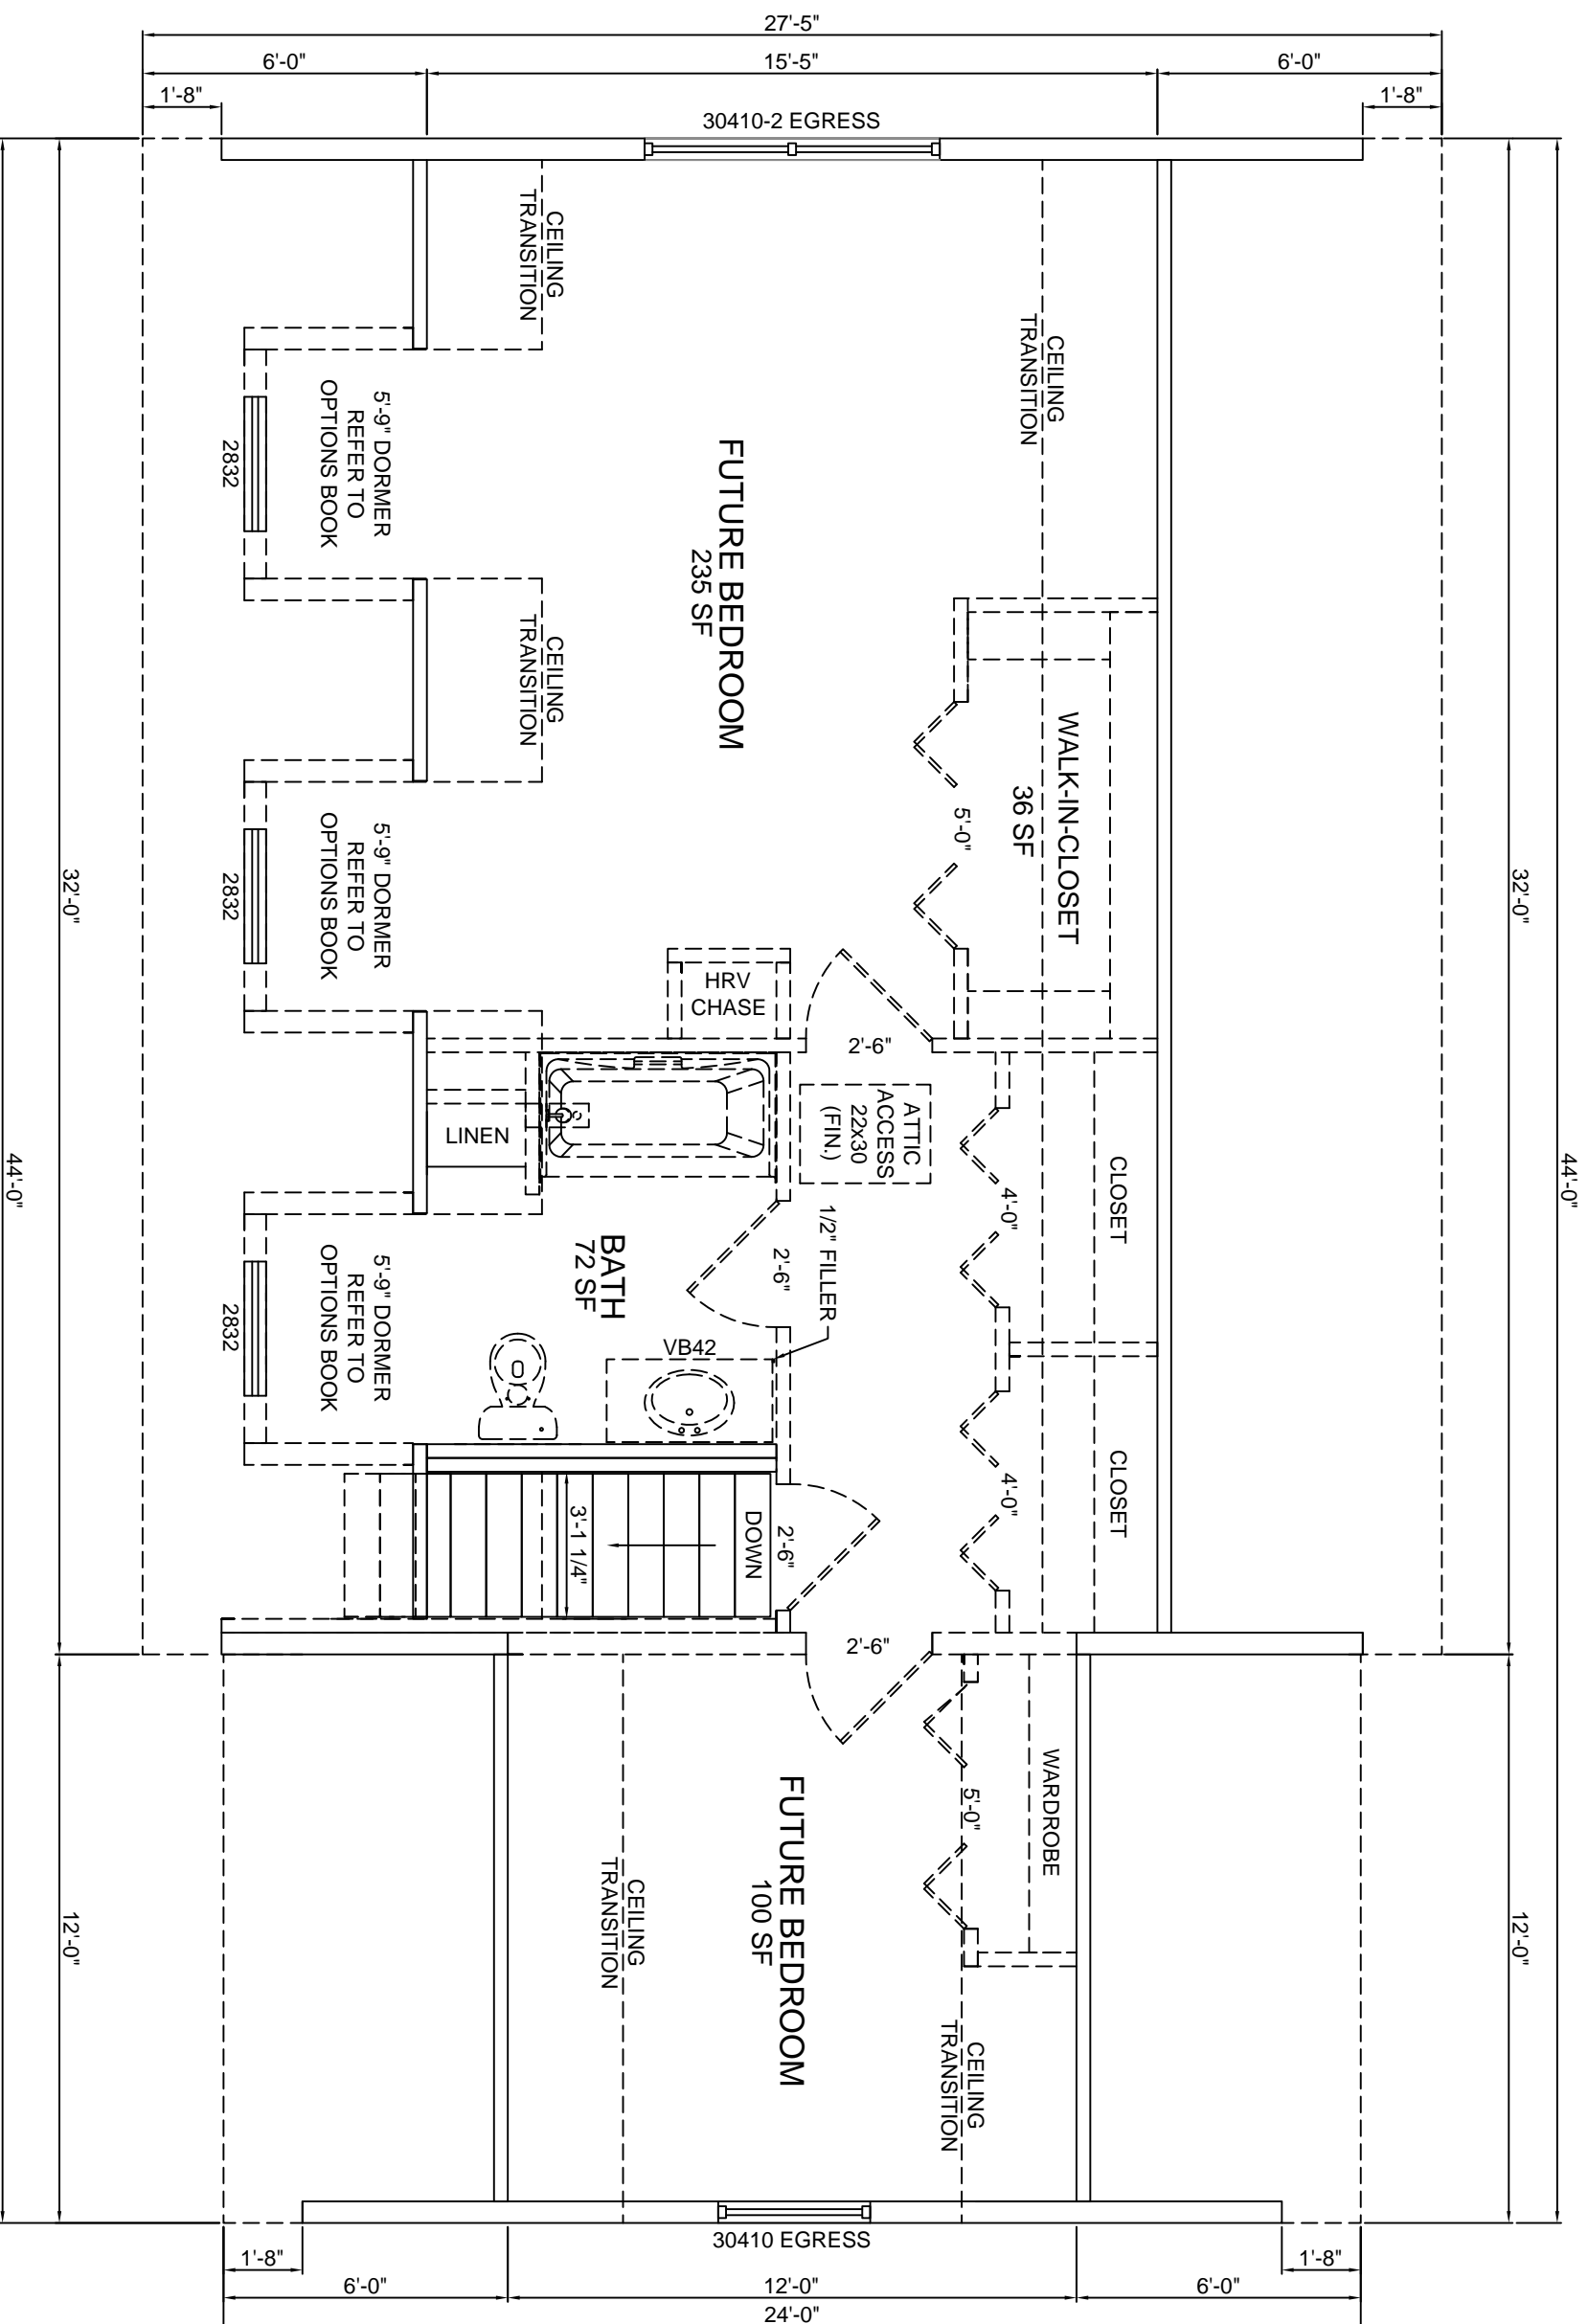 27'-5"
6'-0"
15'-5"
6'-0"
1'-8"
1'-8"
30410-2 EGRESS
CEILING
TRANSITION
CEILING
TRANSITION
5'-9" DORMER
REFER TO
OPTIONS BOOK
2832
FUTURE BEDROOM
235 SF
CEILING
TRANSITION
WALK-IN-CLOSET
36 SF
5'-0"
5'-9" DORMER
REFER TO
OPTIONS BOOK
2832
32'-0"
32'-0"
44'-0"
44'-0"
HRV
CHASE
2'-6"
ATTIC
ACCESS
22x30
(FIN.)
LINEN
CLOSET
4'-0"
1/2" FILLER
2'-6"
BATH
72 SF
VB42
5'-9" DORMER
REFER TO
OPTIONS BOOK
2832
CLOSET
4'-0"
DOWN
2'-6"
3'-1 1/4"
2'-6"
WARDROBE
5'-0"
FUTURE BEDROOM
100 SF
CEILING
TRANSITION
CEILING
TRANSITION
12'-0"
12'-0"
30410 EGRESS
1'-8"
1'-8"
6'-0"
12'-0"
6'-0"
24'-0"